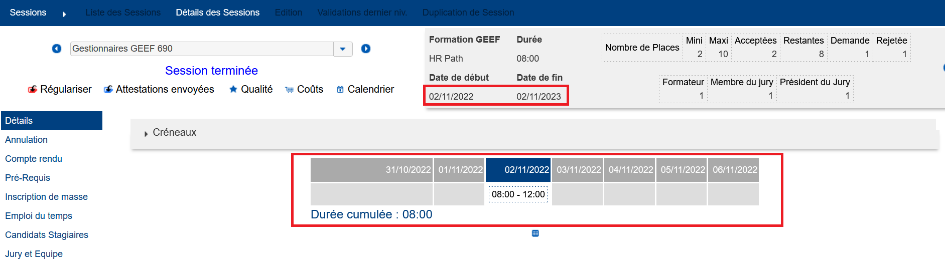 Sessions Liste des Sessions Détails des Sessions Edition Validations dernier niv. Duplication de Session
Gestionnaires GEEF 690
Session terminée
Régulariser Attestations envoyées Qualité Coûts Calendrier
Formation GEEF Durée
HR Path 08:00
Date de début Date de fin
02/11/2022 02/11/2023
Mini Maxi Acceptées Restantes Demande Rejetée
Nombre de Places 2 10 2 8 1 1
Formateur Membre du jury Président du Jury
1 1 1
Détails
Annulation
Compte rendu
Pré-Requis
Inscription de masse
Emploi du temps
Candidats Stagiaires
Jury et Equipe
Créneaux
31/10/2022 01/11/2022 02/11/2022 03/11/2022 04/11/2022 05/11/2022 06/11/2022
08:00 - 12:00
Durée cumulée : 08:00